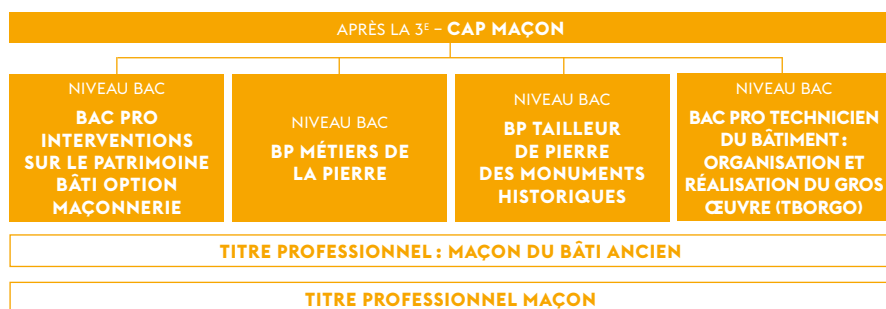 APRÈS LA 3E – CAP MAÇON
NIVEAU BAC
BAC PRO
INTERVENTIONS
SUR LE PATRIMOINE
BÂTI OPTION
MAÇONNERIE
NIVEAU BAC
BP MÉTIERS DE
LA PIERRE
NIVEAU BAC
BP TAILLEUR
DE PIERRE
DES MONUMENTS
HISTORIQUES
NIVEAU BAC
BAC PRO TECHNICIEN
DU BÂTIMENT :
ORGANISATION ET
RÉALISATION DU GROS
ŒUVRE (TBORGO)
TITRE PROFESSIONNEL : MAÇON DU BÂTI ANCIEN
TITRE PROFESSIONNEL MAÇON